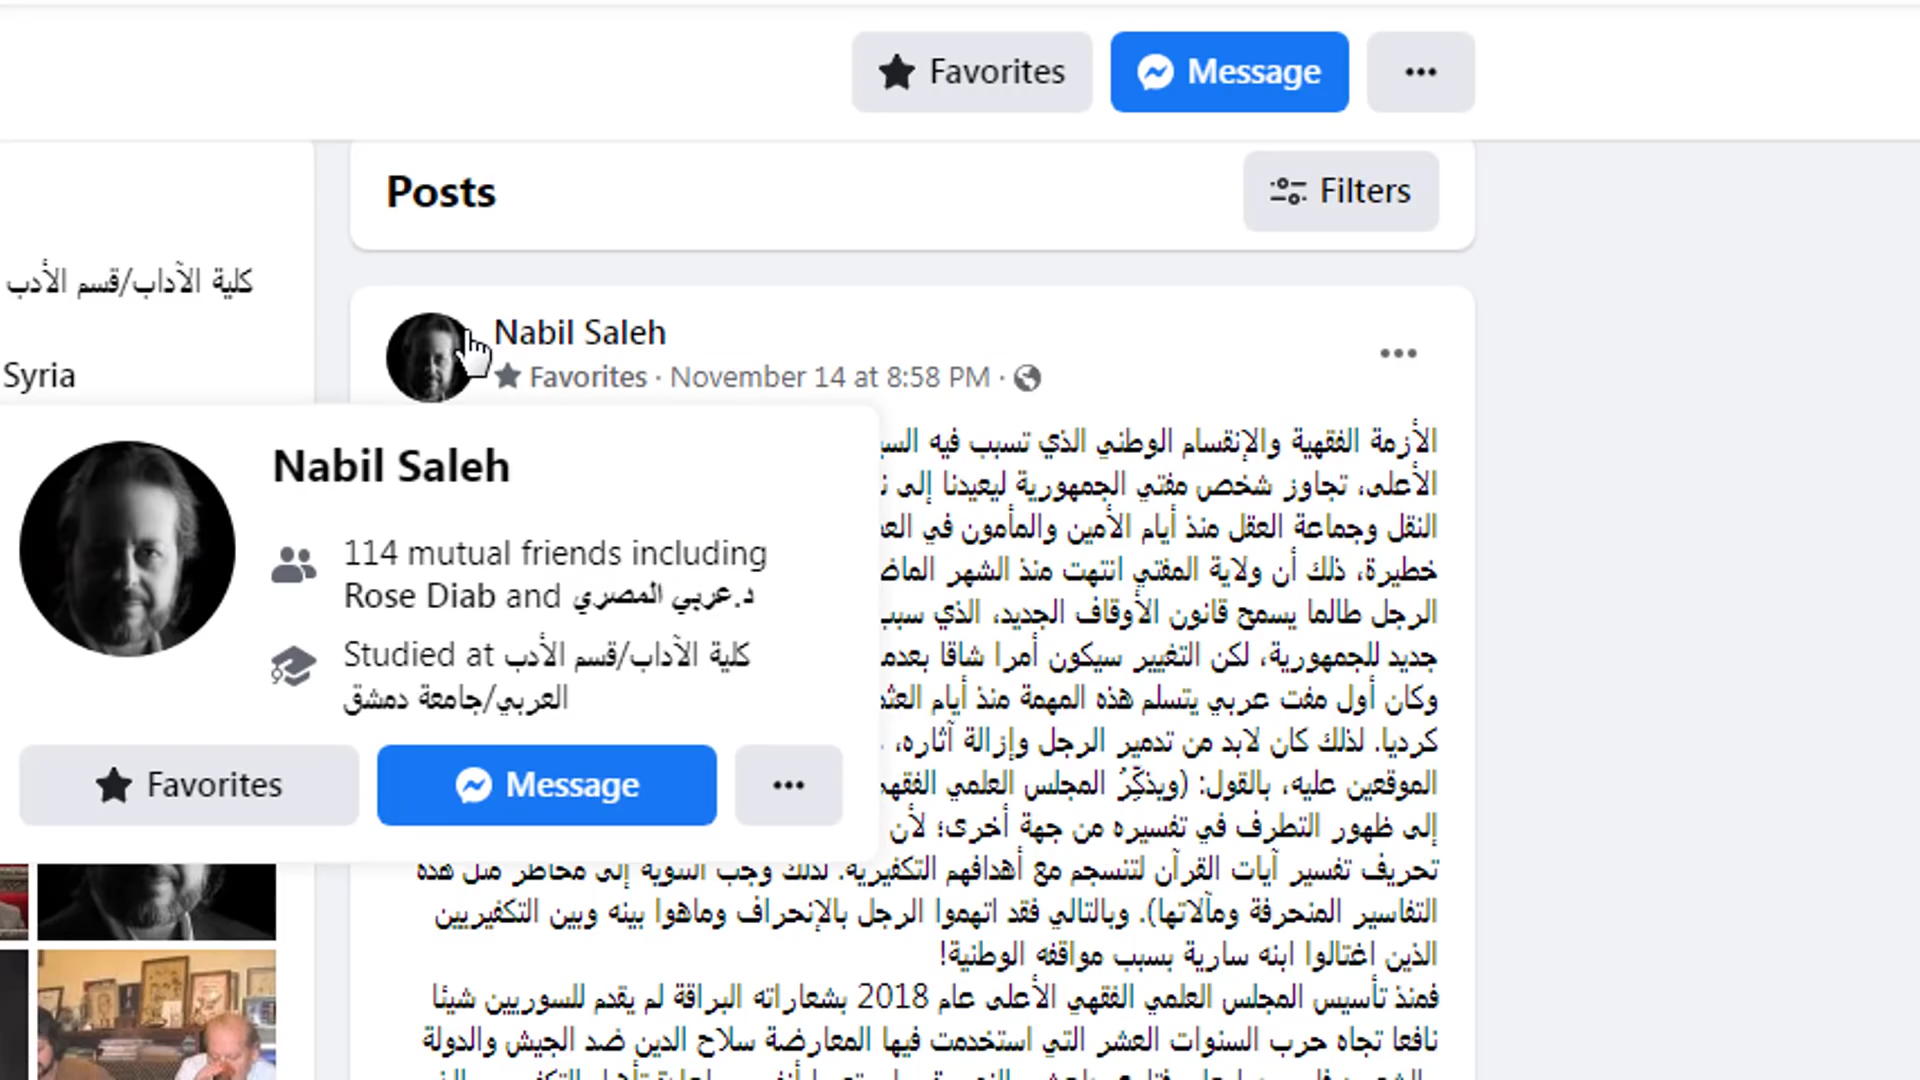 Favorites
Message
Posts
Filters
كلية الآداب/قسم الأدب
Syria
Nabil Saleh
Favorites · November 14 at 8:58 PM ·
Nabil Saleh
114 mutual friends including
Rose Diab and د.عربي المصري
Studied at كلية الآداب/قسم الأدب
العربي/جامعة دمشق
Favorites
Message
الأزمة الفقهية والإنقسام الوطني الذي تسبب فيه
الأعلى، تجاوز شخص مفتي الجمهورية ليعيدنا إلى
النقل وجماعة العقل منذ أيام الأمين والمأمون في
خطيرة، ذلك أن ولاية المفتي انتهت منذ الشهر
الرجل طالما يسمح قانون الأوقاف الجديد، الذي
جديد للجمهورية، لكن التغيير سيكون أمرا شاقا
وكان أول مفت عربي يتسلم هذه المهمة منذ أيام
كرديا. لذلك كان لابد من تدمير الرجل وإزالة آثاره،
الموقعين عليه، بالقول: (ويذكِّرُ المجلس العلمي
إلى ظهور التطرف في تفسيره من جهة أخرى؛ لأن
تحريف تفسير آيات القرآن لتنسجم مع أهدافهم التكفيرية. لذلك وجب التنويه إلى مخاطر مثل هذه
التفاسير المنحرفة ومآلاتها). وبالتالي فقد اتهموا الرجل بالإنحراف وماهوا بينه وبين التكفيريين
الذين اغتالوا ابنه سارية بسبب مواقفه الوطنية!
فمنذ تأسيس المجلس العلمي الفقهي الأعلى عام 2018 بشعاراته البراقة لم يقدم للسوريين شيئا
نافعا تجاه حرب السنوات العشر التي استخدمت فيها المعارضة سلاح الدين ضد الجيش والدولة